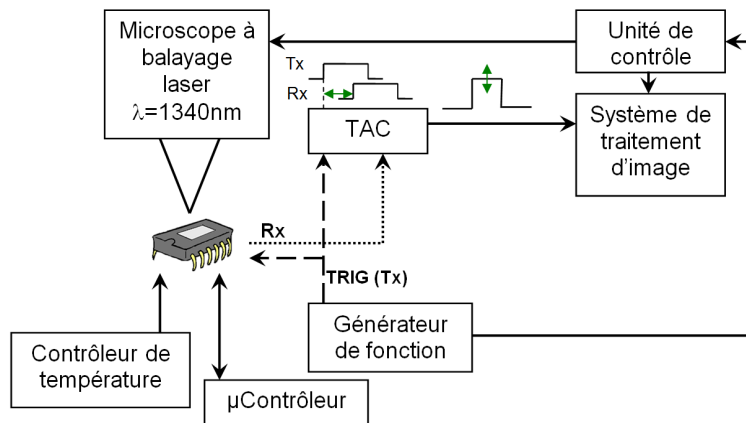 Microscope à
balayage
laser
λ=1340nm
Unité de
contrôle
Tx
Rx
TAC
Système de
traitement
d'image
Rx
TRIG (Tx)
Générateur
de fonction
Contrôleur de
température
µContrôleur